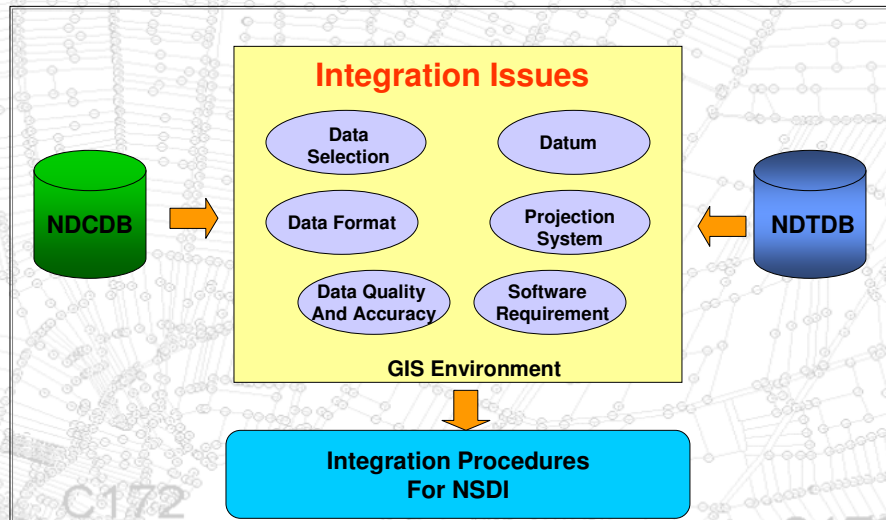 Integration Issues
Data
Selection
Datum
NDCDB
Data Format
Projection
System
NDTDB
Data Quality
And Accuracy
Software
Requirement
GIS Environment
Integration Procedures
For NSDI
C172